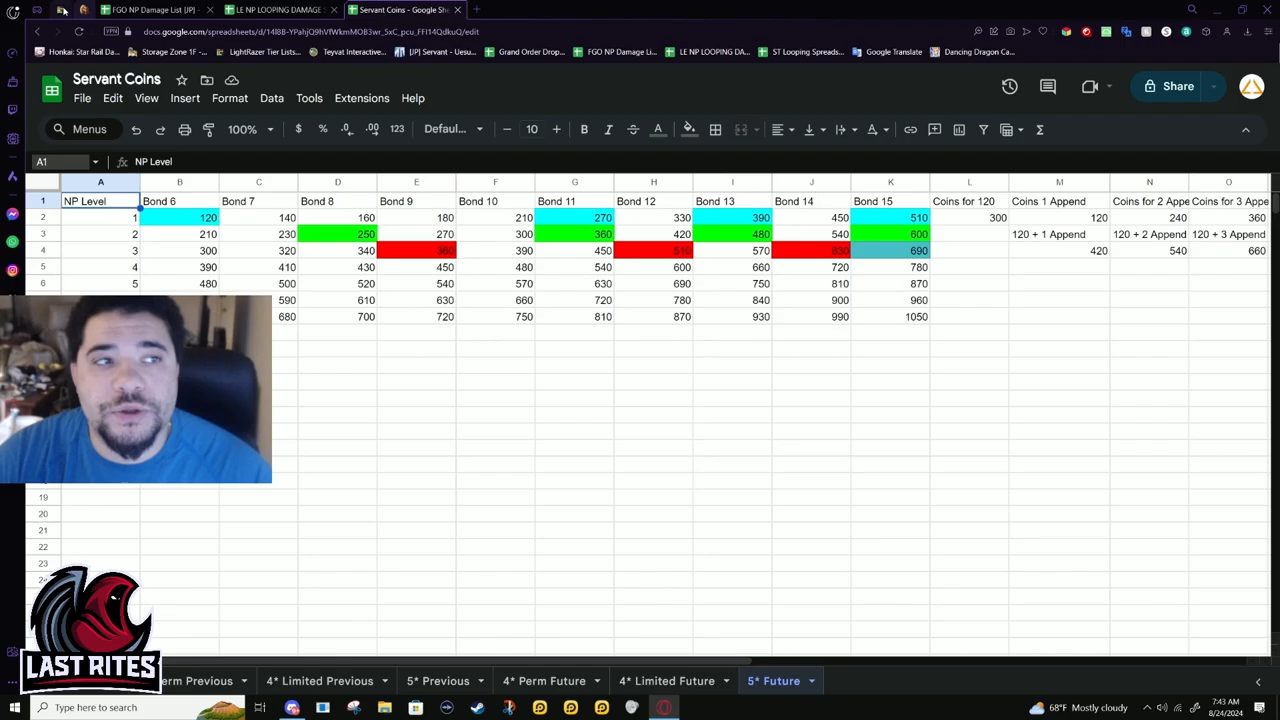 FGO NP Damage List [JP] -
LE NP LOOPING DAMAGE
Servant Coins - Google She
VPN
docs.google.com/spreadsheets/d/14I8B-YPahjQ9hVfWkmMOB3wr_5xC_pcu_FFI14QdkuQ/edit
Honkai: Star Rail Da...
Storage Zone 1F -...
LightRazer Tier Lists...
Teyvat Interactive...
[JP] Servant - Uesu...
Grand Order Drop...
FGO NP Damage Li...
LE NP LOOPING DA...
ST Looping Spreads...
Google Translate
Dancing Dragon Ca...
Servant Coins
File Edit View Insert Format Data Tools Extensions Help
Share
Menus 100% $ % .0 .00 123 Defaul... 10 B I A
A1 fx NP Level
A B C D E F G H I J K L M N O
1 NP Level Bond 6 Bond 7 Bond 8 Bond 9 Bond 10 Bond 11 Bond 12 Bond 13 Bond 14 Bond 15 Coins for 120 Coins 1 Append Coins for 2 Appe Coins for 3 Appe
2 1 120 140 160 180 210 270 330 390 450 510 300 120 240 360
3 2 210 230 250 270 300 360 420 480 540 600 120 + 1 Append 120 + 2 Append 120 + 3 Append
4 3 300 320 340 360 390 450 510 570 630 690 420 540 660
5 4 390 410 430 450 480 540 600 660 720 780
6 5 480 500 520 540 570 630 690 750 810 870
590 610 630 660 720 780 840 900 960
680 700 720 750 810 870 930 990 1050
19
20
21
22
23
LAST RITES
erm Previous 4* Limited Previous 5* Previous 4* Perm Future 4* Limited Future 5* Future
Type here to search
68°F Mostly cloudy
7:43 AM
8/24/2024